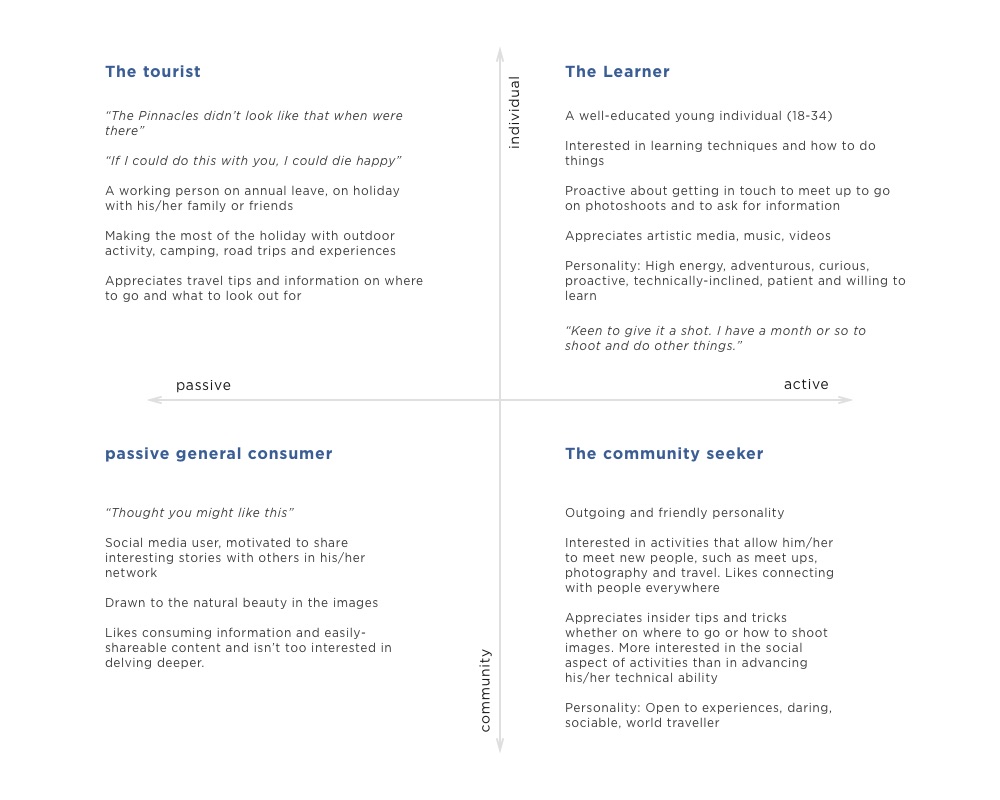 The tourist
“The Pinnacles didn’t look like that when were
there”
“If I could do this with you, I could die happy”
A working person on annual leave, on holiday
with his/her family or friends
Making the most of the holiday with outdoor
activity, camping, road trips and experiences
Appreciates travel tips and information on where
to go and what to look out for
individual
The Learner
A well-educated young individual (18-34)
Interested in learning techniques and how to do
things
Proactive about getting in touch to meet up to go
on photoshoots and to ask for information
Appreciates artistic media, music, videos
Personality: High energy, adventurous, curious,
proactive, technically-inclined, patient and willing to
learn
“Keen to give it a shot. I have a month or so to
shoot and do other things.”
passive
active
passive general consumer
“Thought you might like this”
Social media user, motivated to share
interesting stories with others in his/her
network
Drawn to the natural beauty in the images
Likes consuming information and easily-
shareable content and isn’t too interested in
delving deeper.
community
The community seeker
Outgoing and friendly personality
Interested in activities that allow him/her
to meet new people, such as meet ups,
photography and travel. Likes connecting
with people everywhere
Appreciates insider tips and tricks
whether on where to go or how to shoot
images. More interested in the social
aspect of activities than in advancing
his/her technical ability
Personality: Open to experiences, daring,
sociable, world traveller